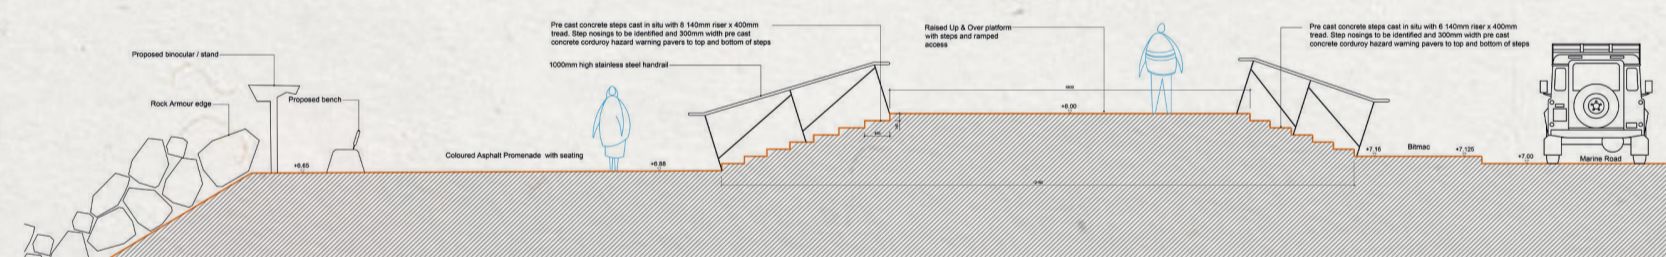 Pre cast concrete steps cast in situ with 8 140mm riser x 400mm
tread. Step nosings to be identified and 300mm width pre cast
concrete corduroy hazard warning pavers to top and bottom of steps
Raised Up & Over platform
with steps and ramped
access
Pre cast concrete steps cast in situ with 6 140mm riser x 400mm
tread. Step nosings to be identified and 300mm width pre cast
concrete corduroy hazard warning pavers to top and bottom of steps
Proposed binocular / stand
1000mm high stainless steel handrail
Rock Armour edge
Proposed bench
+8.00
Coloured Asphalt Promenade with seating
+6.65
+6.88
+7.16
Bitmac
+7.125
+7.00
Marine Road